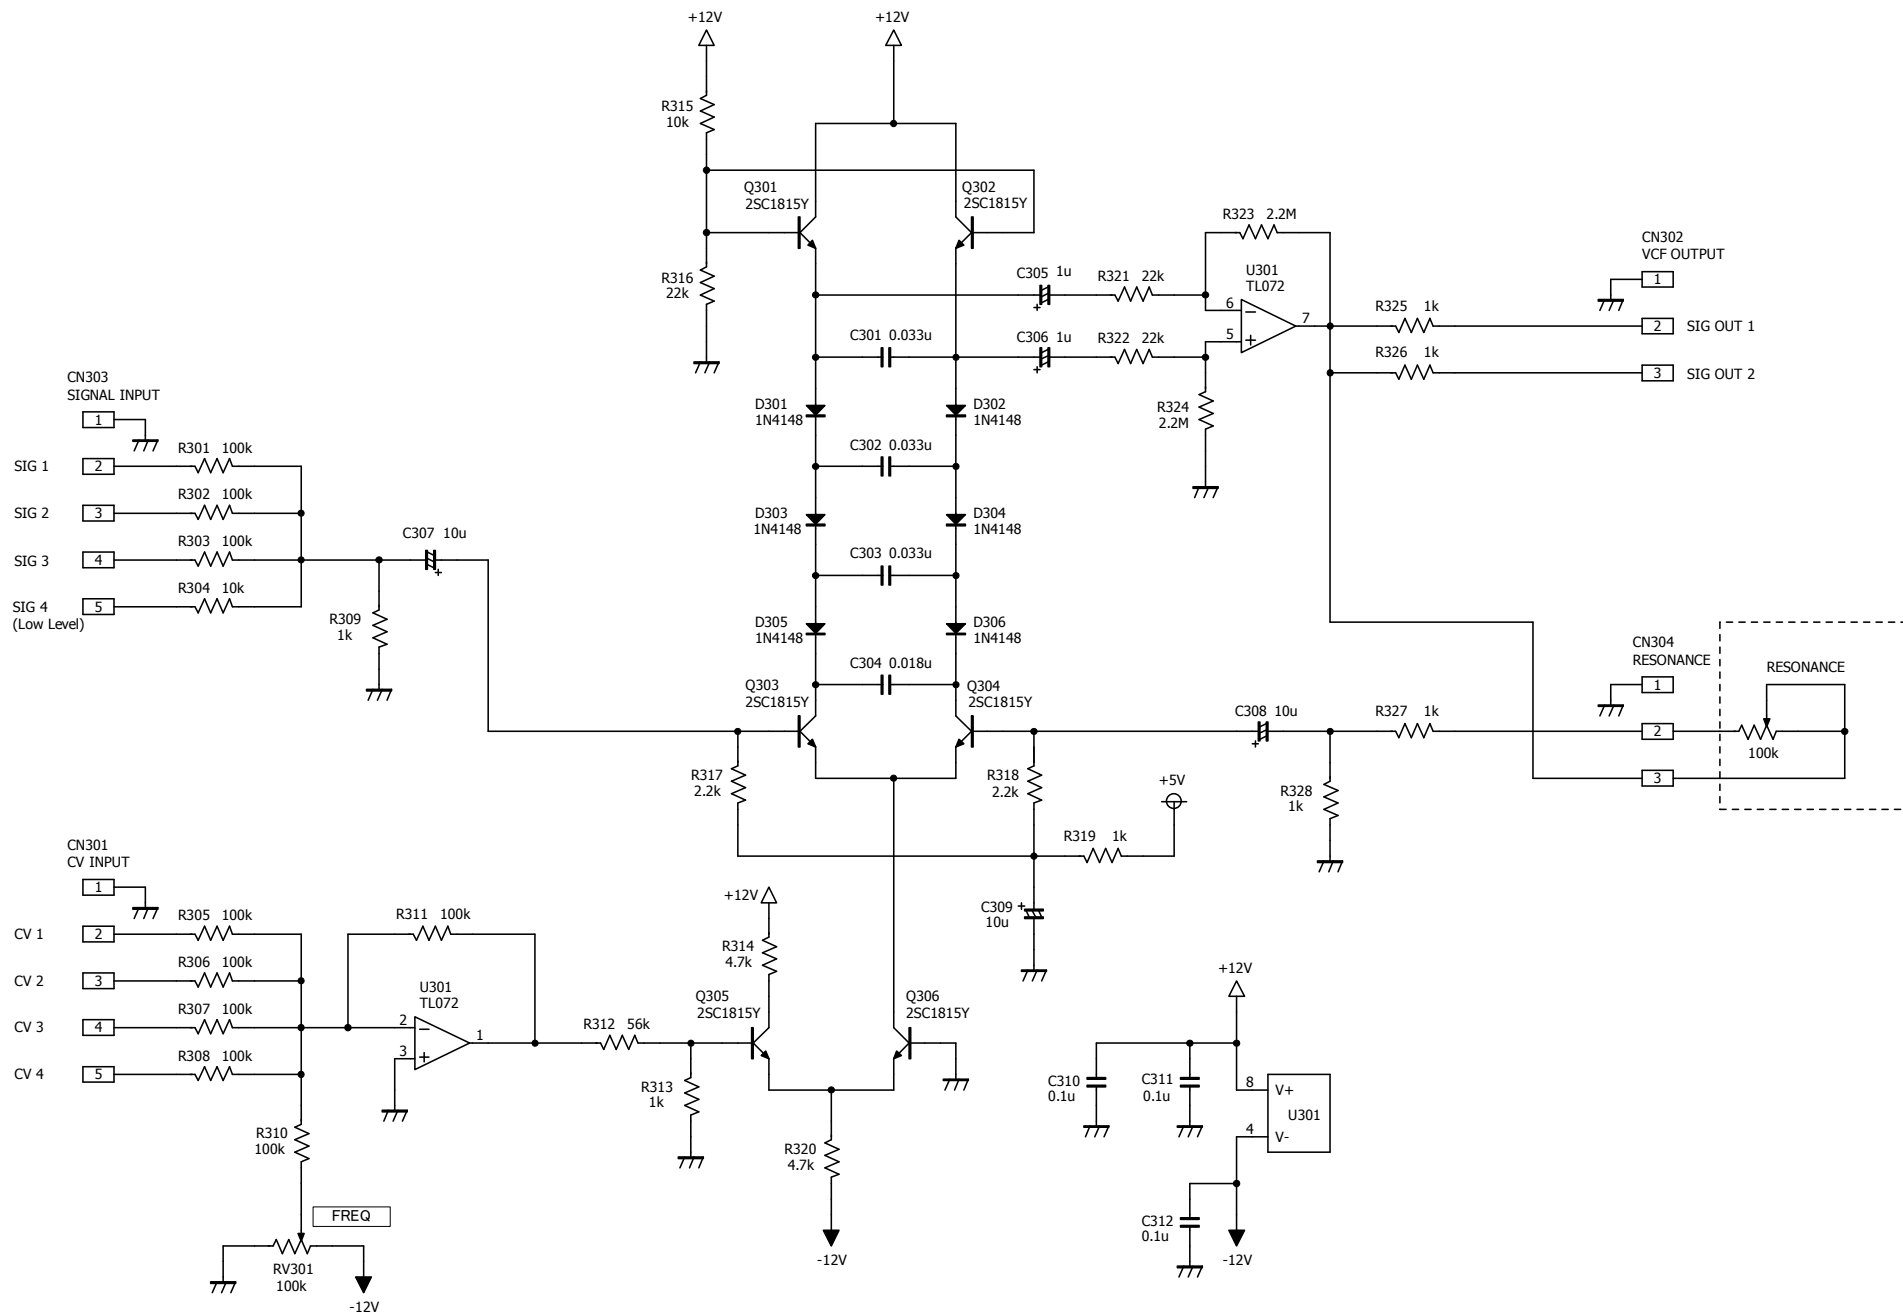 +12V
+12V
R315
10k
Q301
2SC1815Y
Q302
2SC1815Y
R316
22k
R323 2.2M
U301
TL072
6
5
7
−
+
C305 1u
+
R321 22k
C301 0.033u
C306 1u
+
R322 22k
R324
2.2M
CN302
VCF OUTPUT
1
R325 1k
2 SIG OUT 1
R326 1k
3 SIG OUT 2
D301
1N4148
D302
1N4148
C302 0.033u
D303
1N4148
D304
1N4148
C303 0.033u
D305
1N4148
D306
1N4148
C304 0.018u
Q303
2SC1815Y
Q304
2SC1815Y
CN303
SIGNAL INPUT
1
SIG 1 2 R301 100k
SIG 2 3 R302 100k
SIG 3 4 R303 100k
SIG 4 5 R304 10k
(Low Level)
R309
1k
C307 10u
+
R317
2.2k
R318
2.2k
+5V
R319 1k
C309 +
10u
C308 10u
+
R327 1k
R328
1k
CN304
RESONANCE
1
2
3
RESONANCE
100k
CN301
CV INPUT
1
CV 1 2 R305 100k
CV 2 3 R306 100k
CV 3 4 R307 100k
CV 4 5 R308 100k
R311 100k
U301
TL072
2
3
1
−
+
R312 56k
R313
1k
R310
100k
FREQ
RV301
100k
-12V
+12V
R314
4.7k
Q305
2SC1815Y
Q306
2SC1815Y
R320
4.7k
-12V
+12V
C310
0.1u
C311
0.1u
8 V+
U301
4 V-
C312
0.1u
-12V